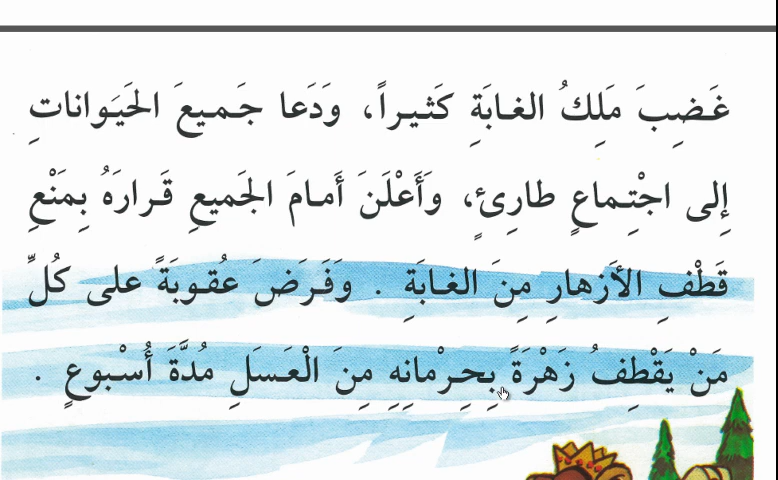 غَضِبَ مَلِكُ الغابَةِ كَثيراً، وَدَعا جَميعَ الحَيَواناتِ
إِلى اجْتِماعٍ طارِئٍ، وَأَعْلَنَ أَمامَ الجَميعِ قَرارَهُ بِمَنْعِ
قَطْفِ الأَزهارِ مِنَ الغابَةِ . وَفَرَضَ عُقوبَةً على كُلِّ
مَنْ يَقْطِفُ زَهْرَةً بِحِرْمانِهِ مِنَ الْعَسَلِ مُدَّةَ أُسْبوعٍ .